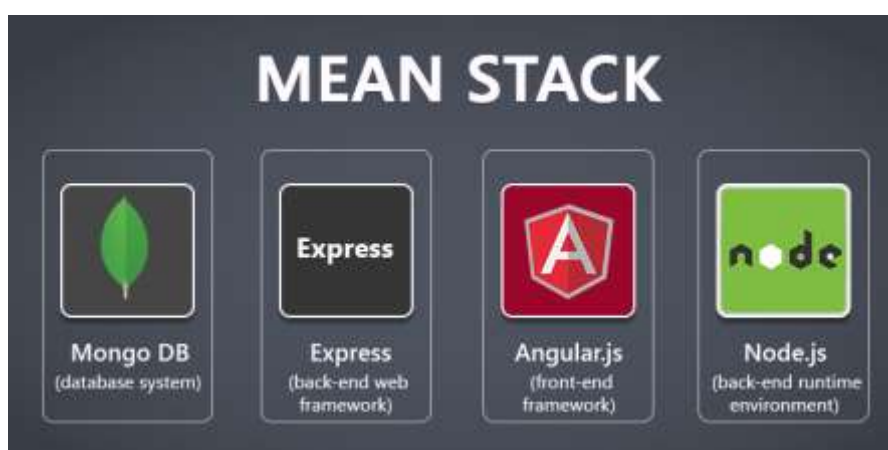 MEAN STACK
Express
A
node
Mongo DB
(database system)
Express
(back-end web
framework)
Angular.js
(front-end
framework)
Node.js
(back-end runtime
environment)